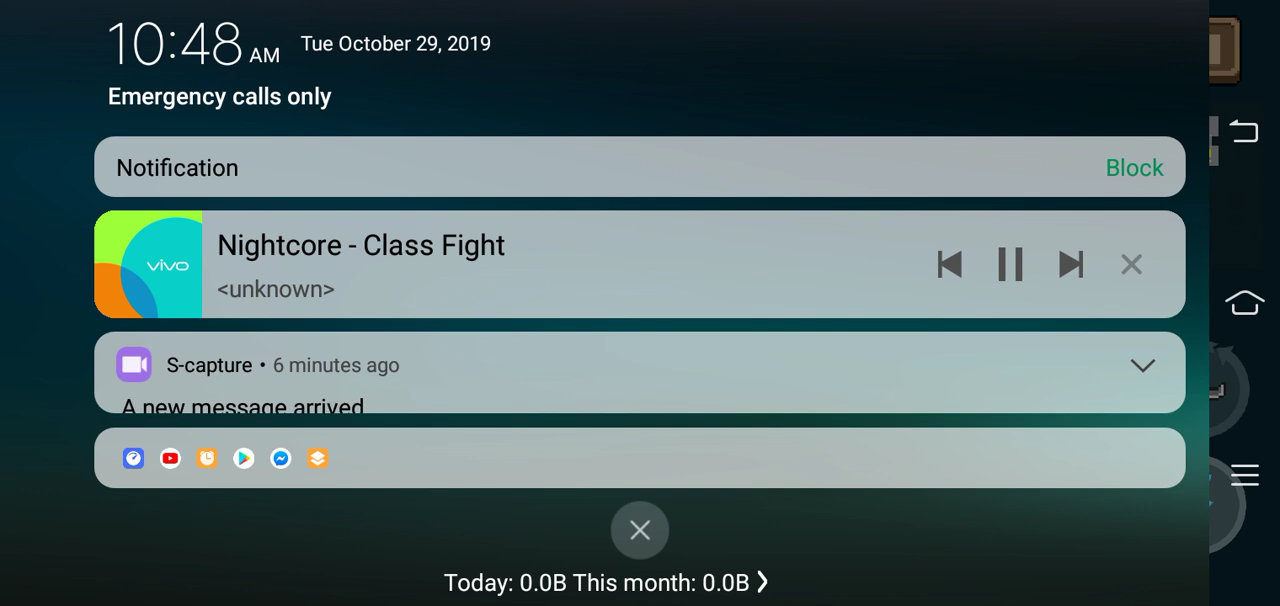 10:48 AM Tue October 29, 2019
Emergency calls only
Notification Block
vivo
Nightcore - Class Fight
<unknown>
S-capture • 6 minutes ago
A new message arrived
Today: 0.0B This month: 0.0B